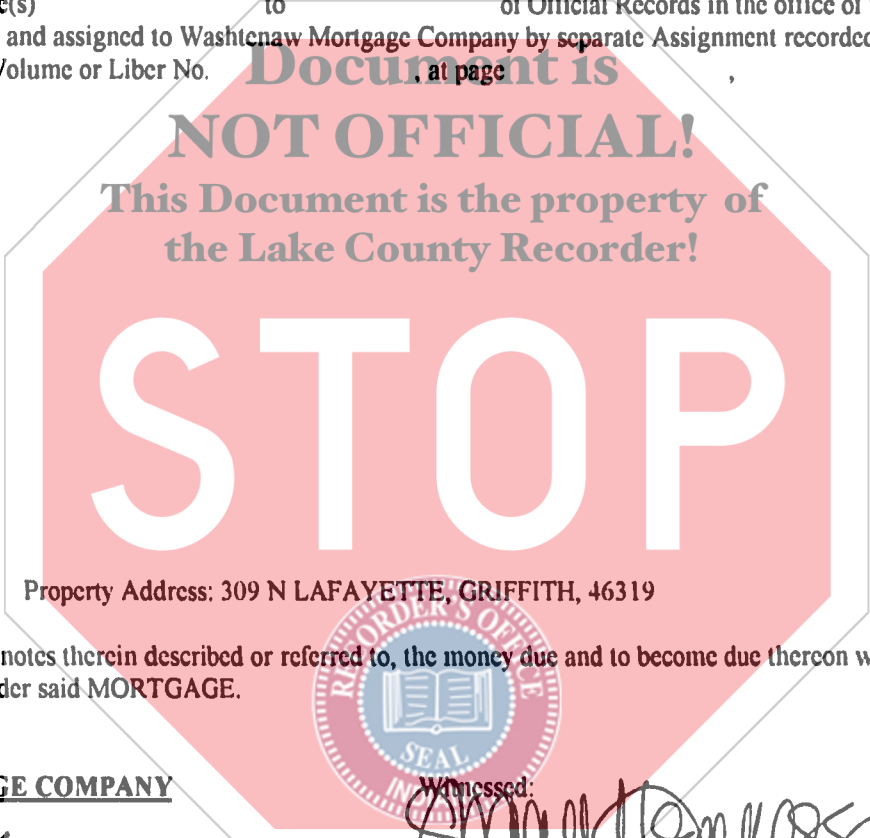 e(s) to of Official Records in the office of
and assigned to Washtenaw Mortgage Company by separate Assignment recorded
Volume or Liber No. , at page ,
Document is
NOT OFFICIAL!
This Document is the property of
the Lake County Recorder!
STOP
Property Address: 309 N LAFAYETTE, GRIFFITH, 46319
RECORDER'S OFFICE
notes therein described or referred to, the money due and to become due thereon w
der said MORTGAGE.
SEAL
GE COMPANY Witnessed: